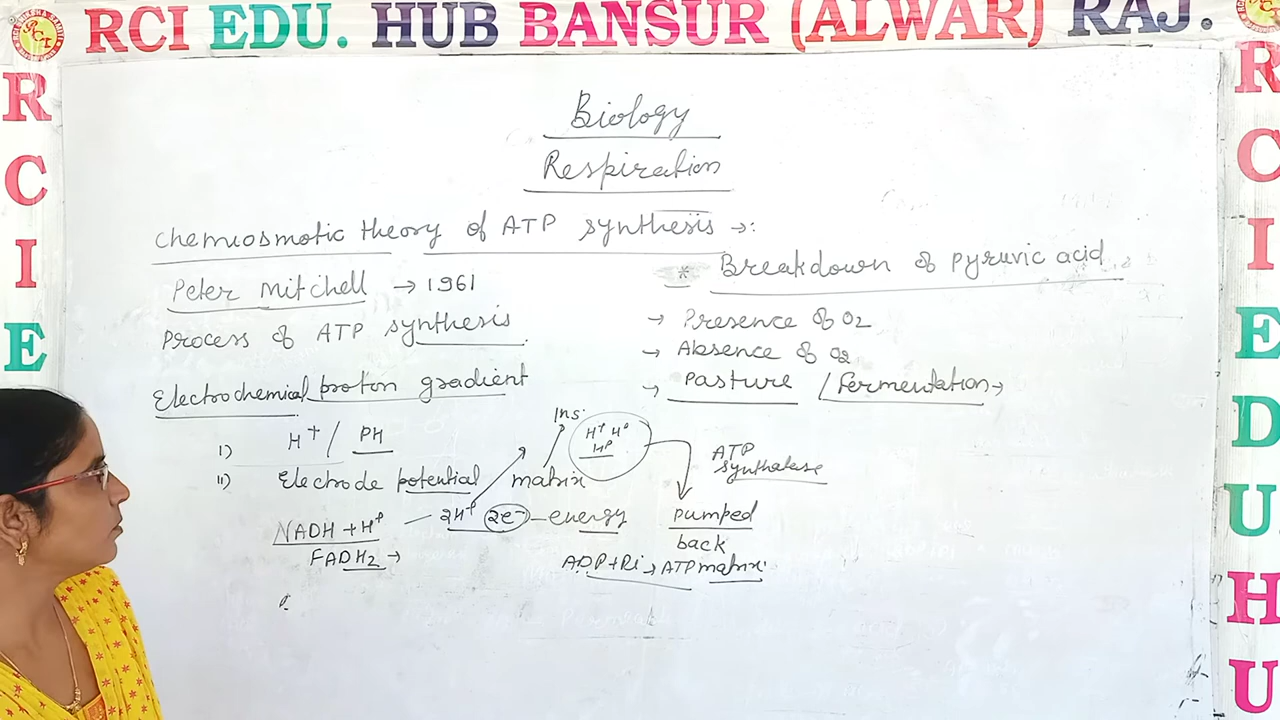 RCI EDU. HUB BANSUR (ALWAR) RAJ.
R
C
I
E
Biology
Respiration
Chemiosmotic theory of ATP synthesis →:
Peter Mitchell → 1961
Process of ATP synthesis
Electrochemical proton gradient
I) H+ / PH
II) Electrode potential matrix
Ins.
H+ H+
H+
NADH + H+ — 2H+ 2e- — energy
FADH2 →
ATP
Synthatese
Pumped
back
ADP+Pi → ATP matrix.
* Breakdown of Pyruvic acid
→ Presence of O2
→ Absence of O2
→ Pasture / Fermentation →
R
C
I
E
D
U
H
U